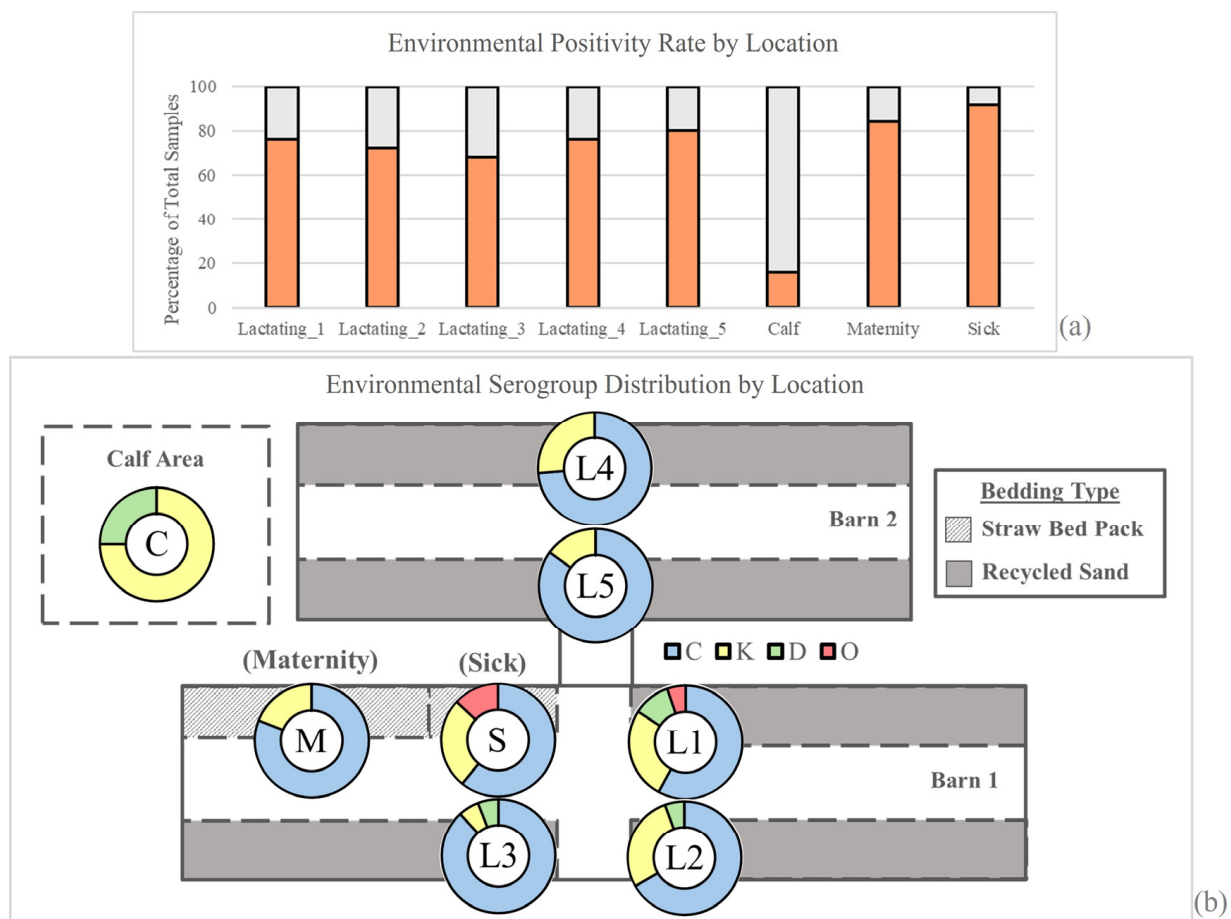 Environmental Positivity Rate by Location
Percentage of Total Samples
100
80
60
40
20
0
Lactating_1 Lactating_2 Lactating_3 Lactating_4 Lactating_5 Calf Maternity Sick
(a)
Environmental Serogroup Distribution by Location
Calf Area
C
L4
Barn 2
L5
Bedding Type
Straw Bed Pack
Recycled Sand
C K D O
(Maternity) (Sick)
M S L1
Barn 1
L3 L2
(b)